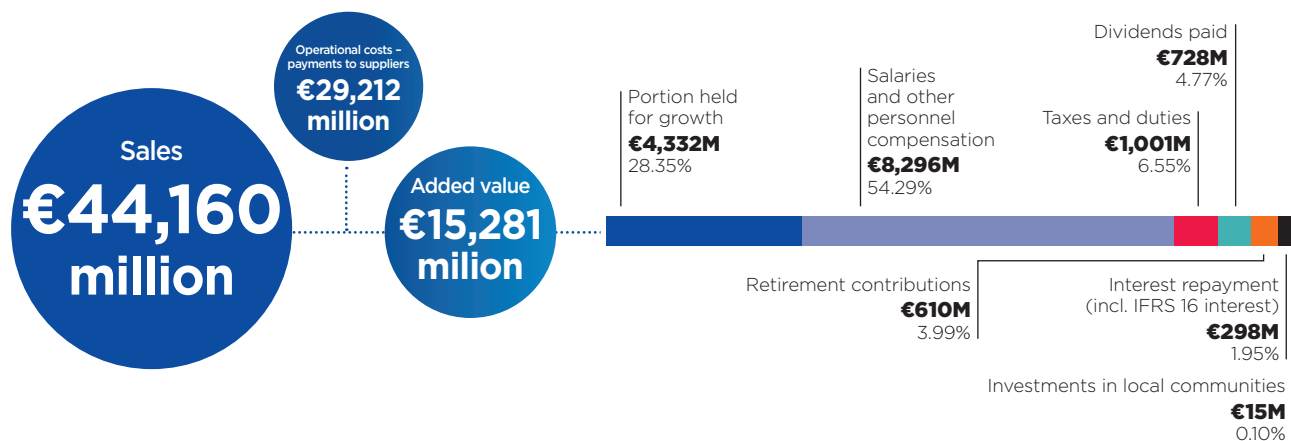 Sales
€44,160
million
Operational costs –
payments to suppliers
€29,212
million
Added value
€15,281
milion
Portion held
for growth
€4,332M
28.35%
Salaries
and other
personnel
compensation
€8,296M
54.29%
Taxes and duties
€1,001M
6.55%
Dividends paid
€728M
4.77%
Retirement contributions
€610M
3.99%
Interest repayment
(incl. IFRS 16 interest)
€298M
1.95%
Investments in local communities
€15M
0.10%